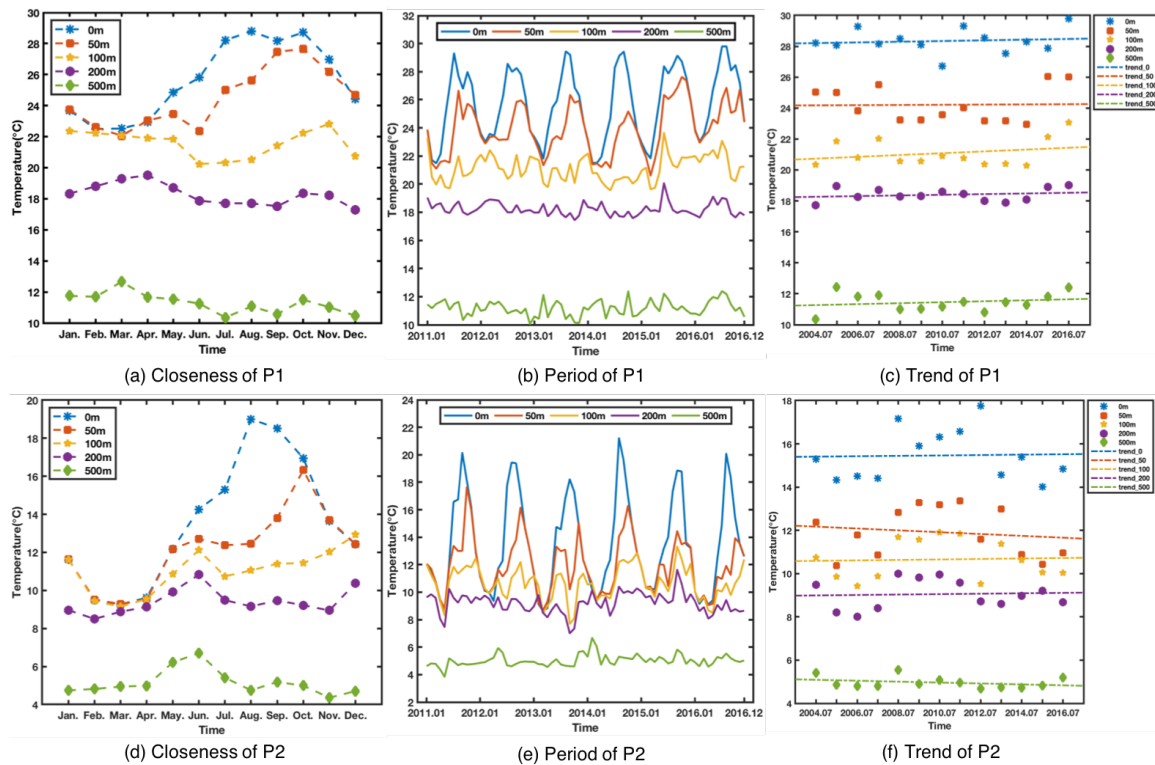 30
28
26
24
22
20
18
16
14
12
10
Temperature(°C)
0m
50m
100m
200m
500m
Jan. Feb. Mar. Apr. May. Jun. Jul. Aug. Sep. Oct. Nov. Dec.
Time
(a) Closeness of P1
32
30
28
26
24
22
20
18
16
14
12
10
Temperature(°C)
0m 50m 100m 200m 500m
2011.01 2012.01 2013.01 2014.01 2015.01 2016.01 2016.12
Time
(b) Period of P1
30
28
26
24
22
20
18
16
14
12
10
Temperature(°C)
0m
50m
100m
200m
500m
trend_0
trend_50
trend_100
trend_200
trend_500
2004.07 2006.07 2008.07 2010.07 2012.07 2014.07 2016.07
Time
(c) Trend of P1
20
18
16
14
12
10
8
6
4
Temperature(°C)
0m
50m
100m
200m
500m
Jan. Feb. Mar. Apr. May. Jun. Jul. Aug. Sep. Oct. Nov. Dec.
Time
(d) Closeness of P2
24
22
20
18
16
14
12
10
8
6
4
2
Temperature(°C)
0m 50m 100m 200m 500m
2011.01 2012.01 2013.01 2014.01 2015.01 2016.01 2016.12
Time
(e) Period of P2
18
16
14
12
10
8
6
4
Temperature(°C)
0m
50m
100m
200m
500m
trend_0
trend_50
trend_100
trend_200
trend_500
2004.07 2006.07 2008.07 2010.07 2012.07 2014.07 2016.07
Time
(f) Trend of P2